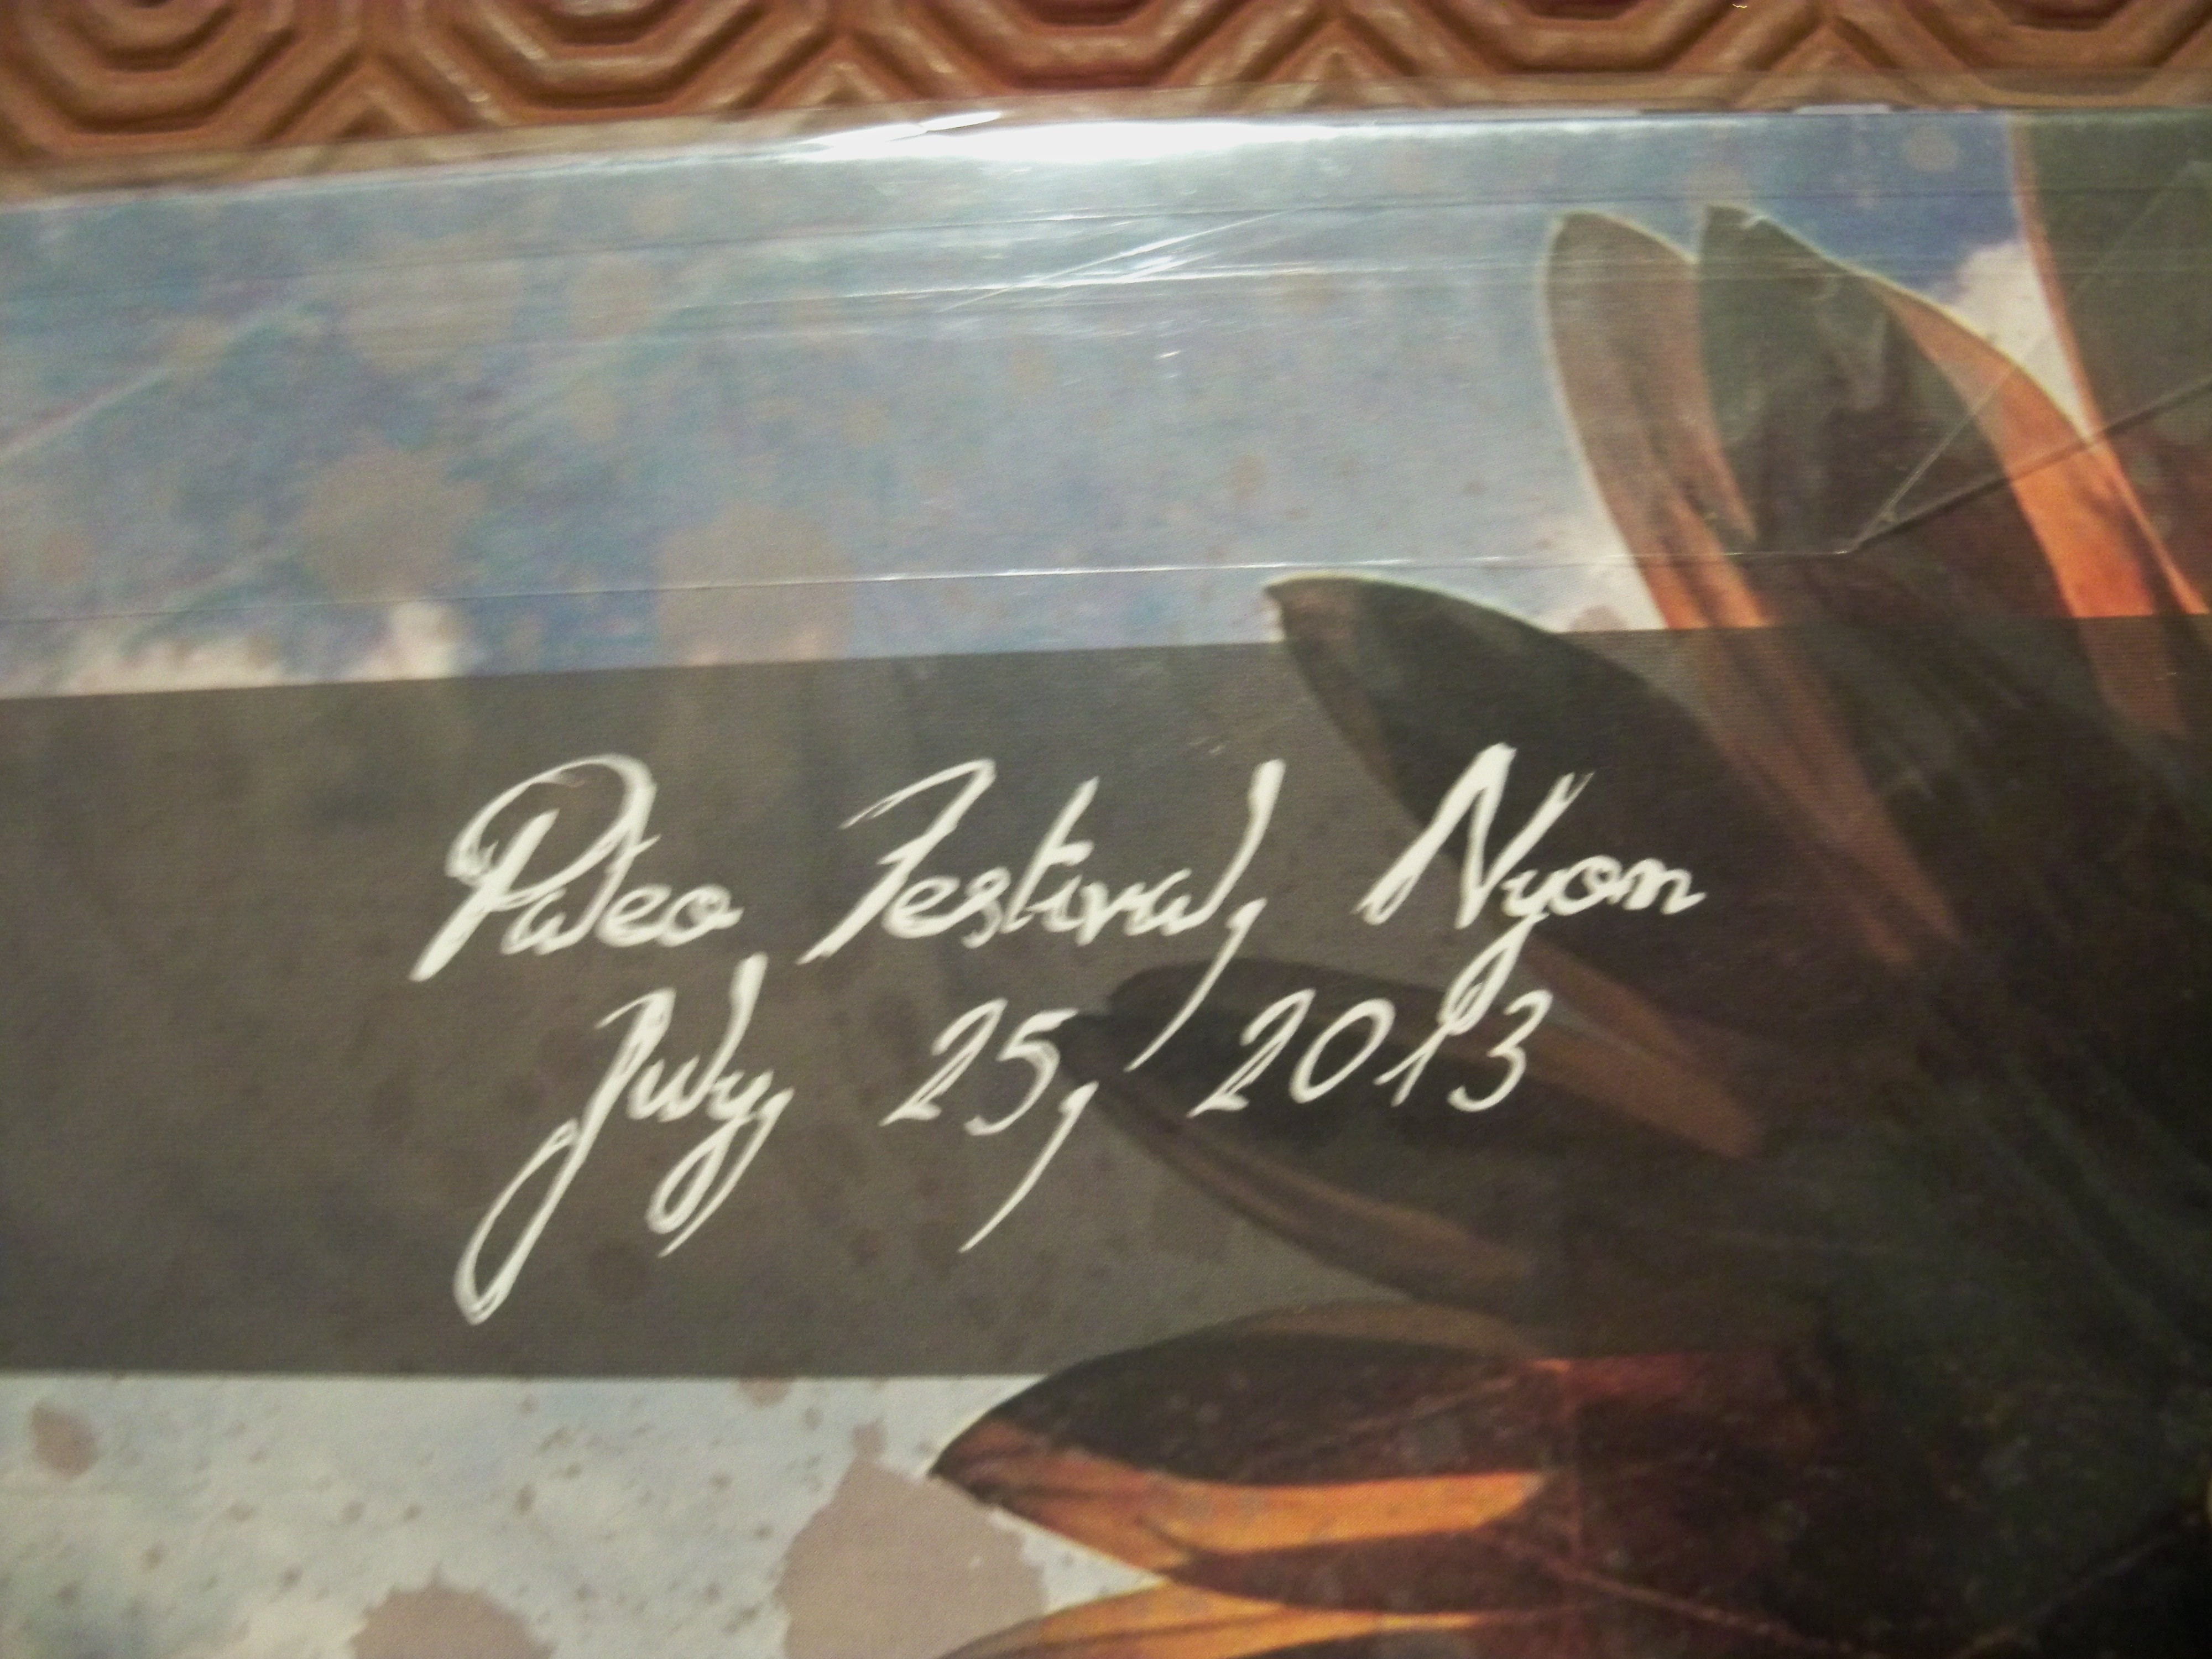 Paleo Festival, Nyon
July, 25, 2013